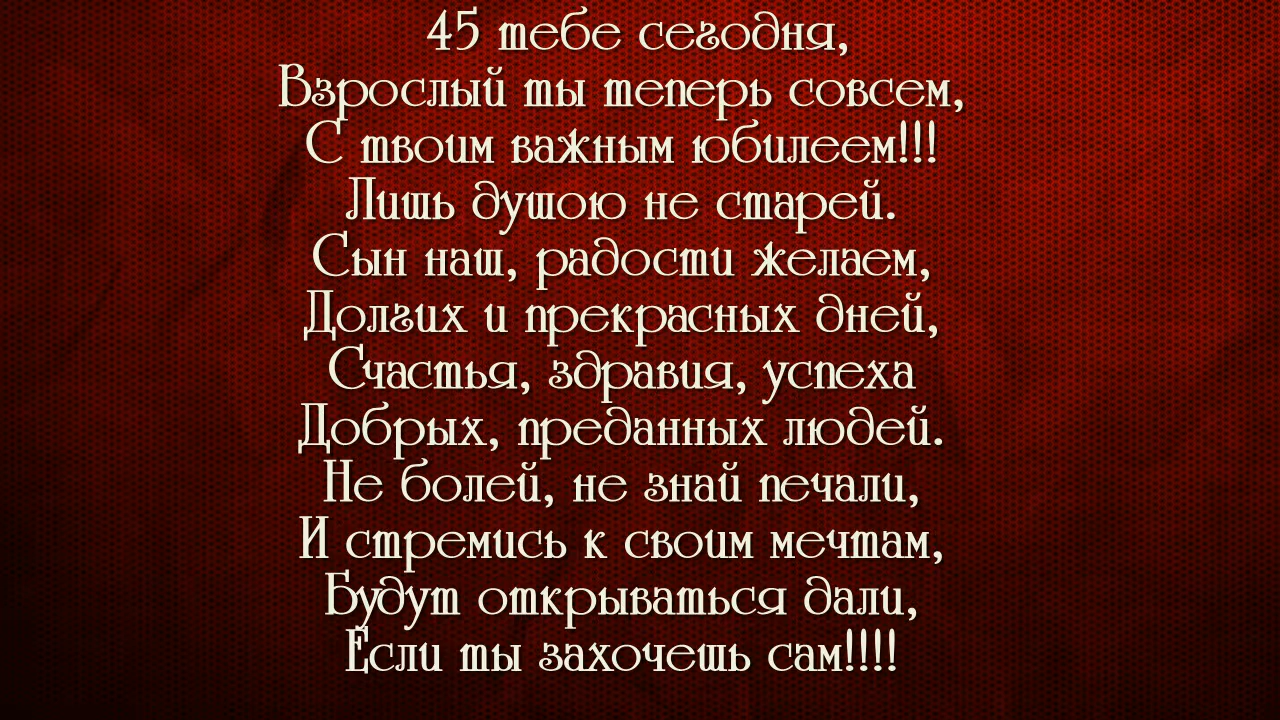 45 тебе сегодня,
Взрослый ты теперь совсем,
С твоим важным юбилеем!!!
Лишь душою не старей.
Сын наш, радости желаем,
Долгих и прекрасных дней,
Счастья, здравия, успеха
Добрых, преданных людей.
Не болей, не знай печали,
И стремись к своим мечтам,
Будут открываться дали,
Если ты захочешь сам!!!!